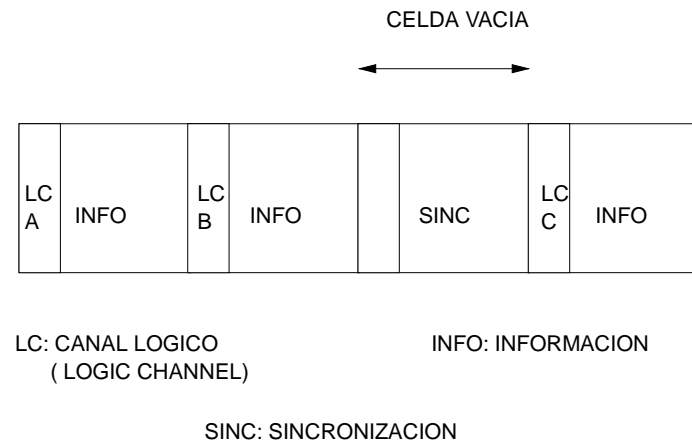 CELDA VACIA
LC
A
INFO
LC
B
INFO
SINC
LC
C
INFO
LC: CANAL LOGICO
( LOGIC CHANNEL)
INFO: INFORMACION
SINC: SINCRONIZACION